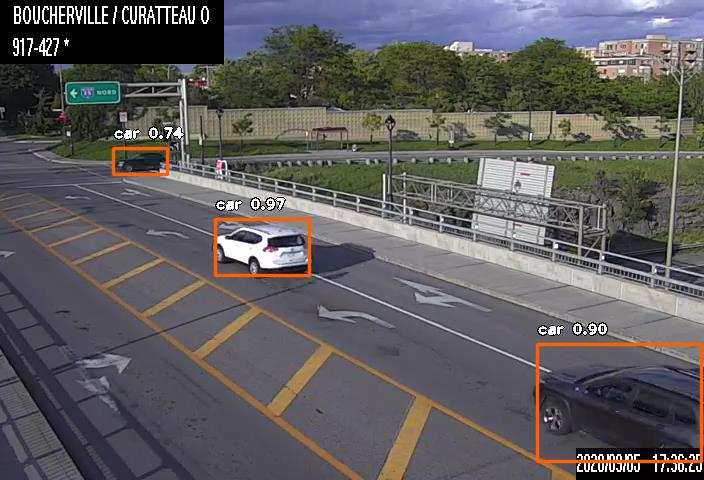 BOUCHERVILLE / CURATTEAU O
917-427 *
25 NORD
car 0.74
car 0.97
car 0.90
2020/09/05 17:36:25